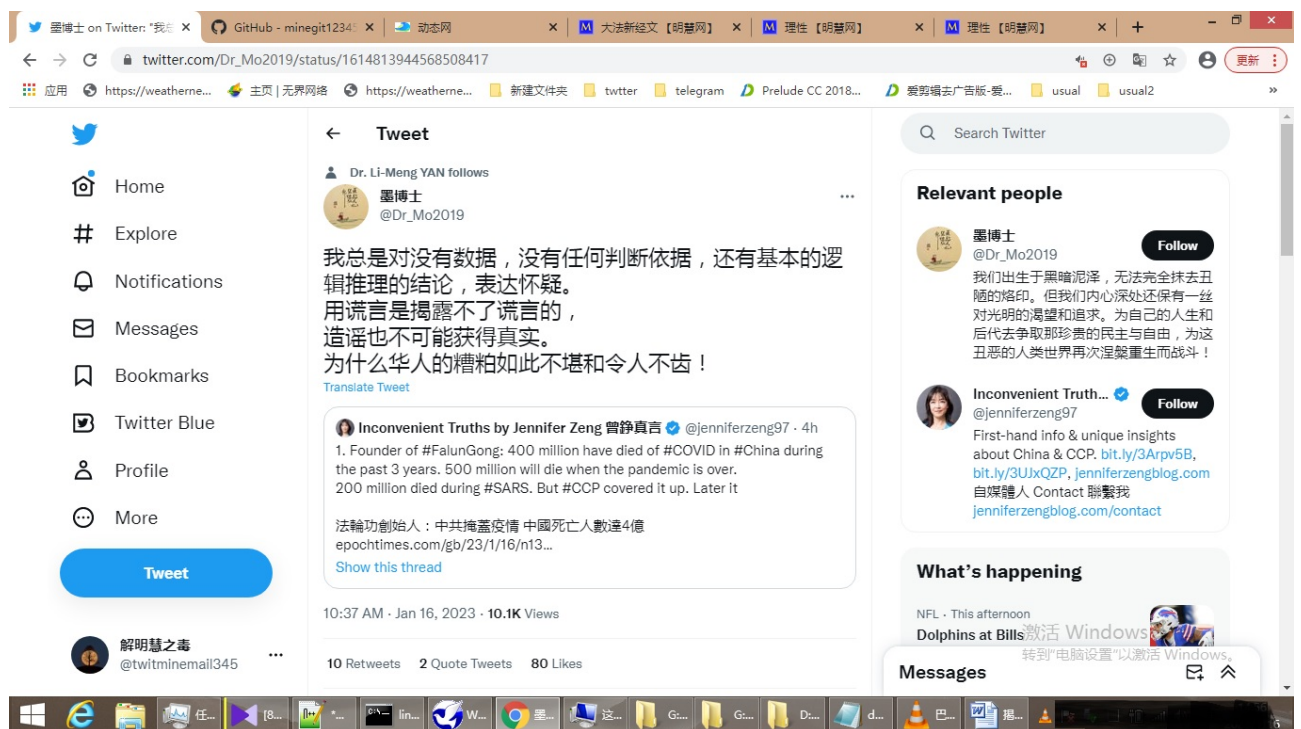 墨博士 on Twitter: "我总
GitHub - minegit12345
动态网
大法新经文【明慧网】
理性 【明慧网】
理性 【明慧网】
twitter.com/Dr_Mo2019/status/1614813944568508417
更新
应用
https://weatherne...
主页 | 无界网络
https://weatherne...
新建文件夹
twtter
telegram
Prelude CC 2018...
爱剪辑去广告版-爱...
usual
usual2
»
Home
Explore
Notifications
Messages
Bookmarks
Twitter Blue
Profile
More
Tweet
解明慧之毒
@twitminemail345
Tweet
Dr. Li-Meng YAN follows
墨博士
@Dr_Mo2019
我总是对没有数据，没有任何判断依据，还有基本的逻
辑推理的结论，表达怀疑。
用谎言是揭露不了谎言的，
造谣也不可能获得真实。
为什么华人的糟粕如此不堪和令人不齿！
Translate Tweet
Inconvenient Truths by Jennifer Zeng 曾錚真言 @jenniferzeng97 · 4h
1. Founder of #FalunGong: 400 million have died of #COVID in #China during
the past 3 years. 500 million will die when the pandemic is over.
200 million died during #SARS. But #CCP covered it up. Later it
法輪功創始人：中共掩蓋疫情 中國死亡人數達4億
epochtimes.com/gb/23/1/16/n13...
Show this thread
10:37 AM · Jan 16, 2023 · 10.1K Views
10 Retweets 2 Quote Tweets 80 Likes
Search Twitter
Relevant people
墨博士
@Dr_Mo2019
Follow
我们出生于黑暗泥泽，无法完全抹去丑
陋的烙印。但我们内心深处还保有一丝
对光明的渴望和追求。为自己的人生和
后代去争取那珍贵的民主与自由，为这
丑恶的人类世界再次涅槃重生而战斗！
Inconvenient Truth...
@jenniferzeng97
Follow
First-hand info & unique insights
about China & CCP. bit.ly/3Arpv5B,
bit.ly/3UJxQZP, jenniferzengblog.com
自媒體人 Contact 聯繫我
jenniferzengblog.com/contact
What's happening
NFL · This afternoon
Dolphins at Bills
激活 Windows
转到"电脑设置"以激活 Windows。
Messages
任...
[8...
"...
lin...
W...
墨...
这...
G:...
G:...
D:...
d...
巴...
揭...